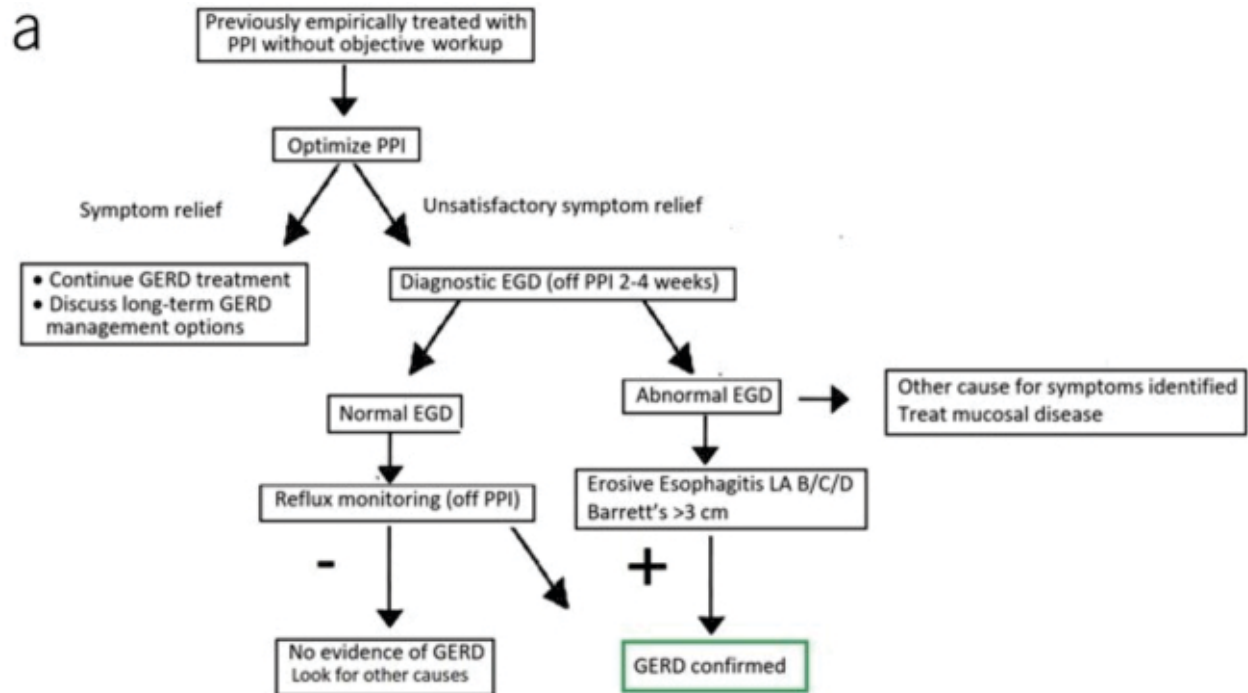 a
Previously empirically treated with
PPI without objective workup
Optimize PPI
Symptom relief
Unsatisfactory symptom relief
• Continue GERD treatment
• Discuss long-term GERD
management options
Diagnostic EGD (off PPI 2-4 weeks)
Normal EGD
Abnormal EGD
Other cause for symptoms identified
Treat mucosal disease
Reflux monitoring (off PPI)
Erosive Esophagitis LA B/C/D
Barrett's >3 cm
-
+
No evidence of GERD
Look for other causes
GERD confirmed